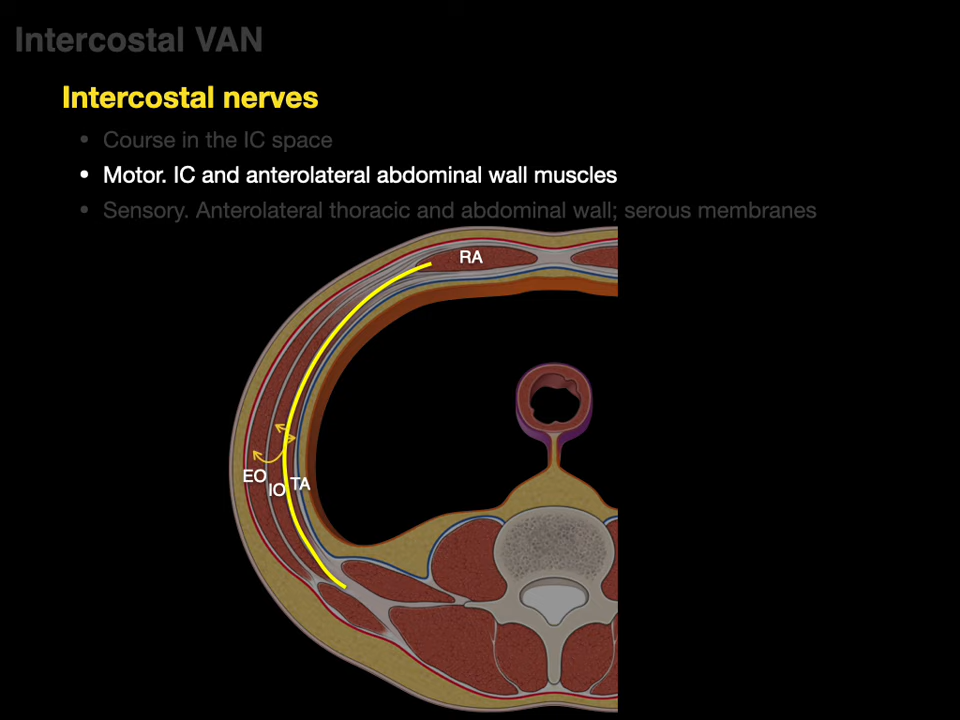 Intercostal VAN
Intercostal nerves
• Course in the IC space
• Motor. IC and anterolateral abdominal wall muscles
• Sensory. Anterolateral thoracic and abdominal wall; serous membranes
RA
EO
IO
TA